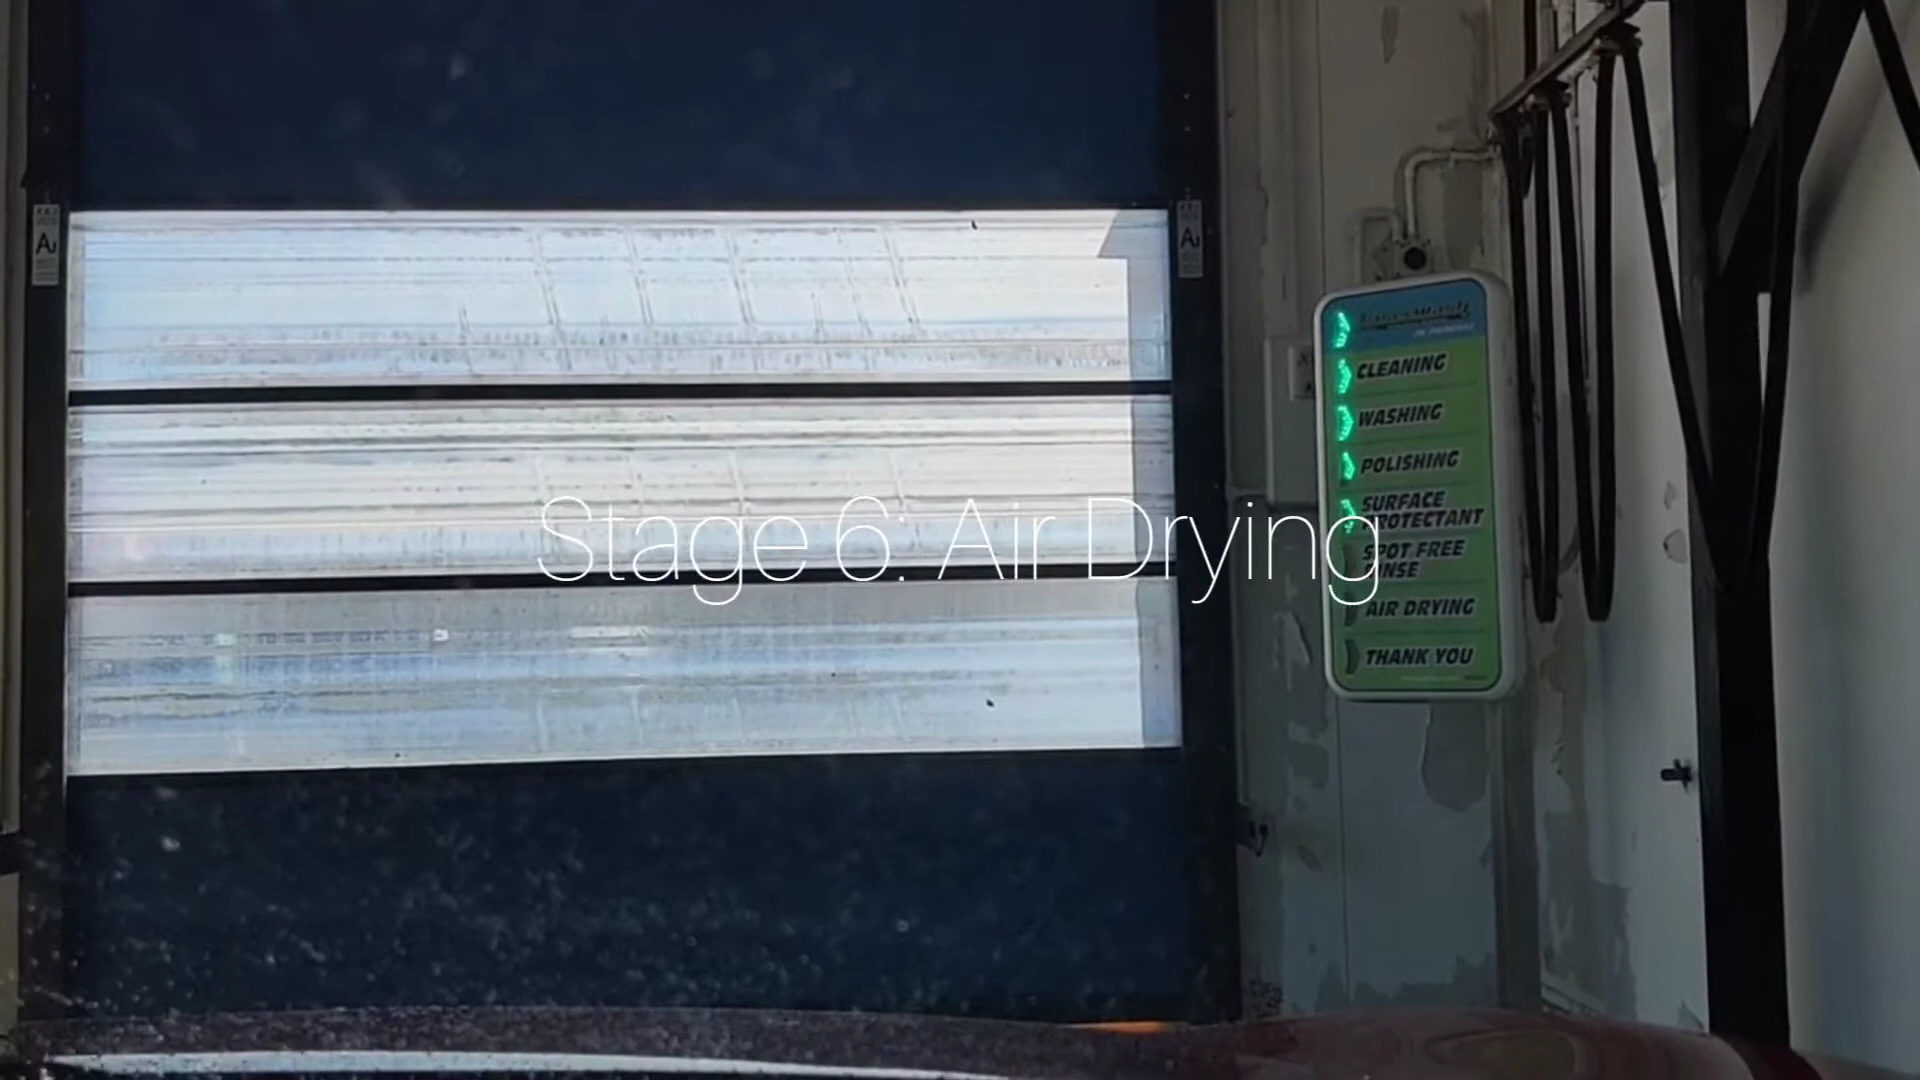 Stage 6: Air Drying
CLEANING
WASHING
POLISHING
SURFACE
PROTECTANT
SPOT FREE
RINSE
AIR DRYING
THANK YOU